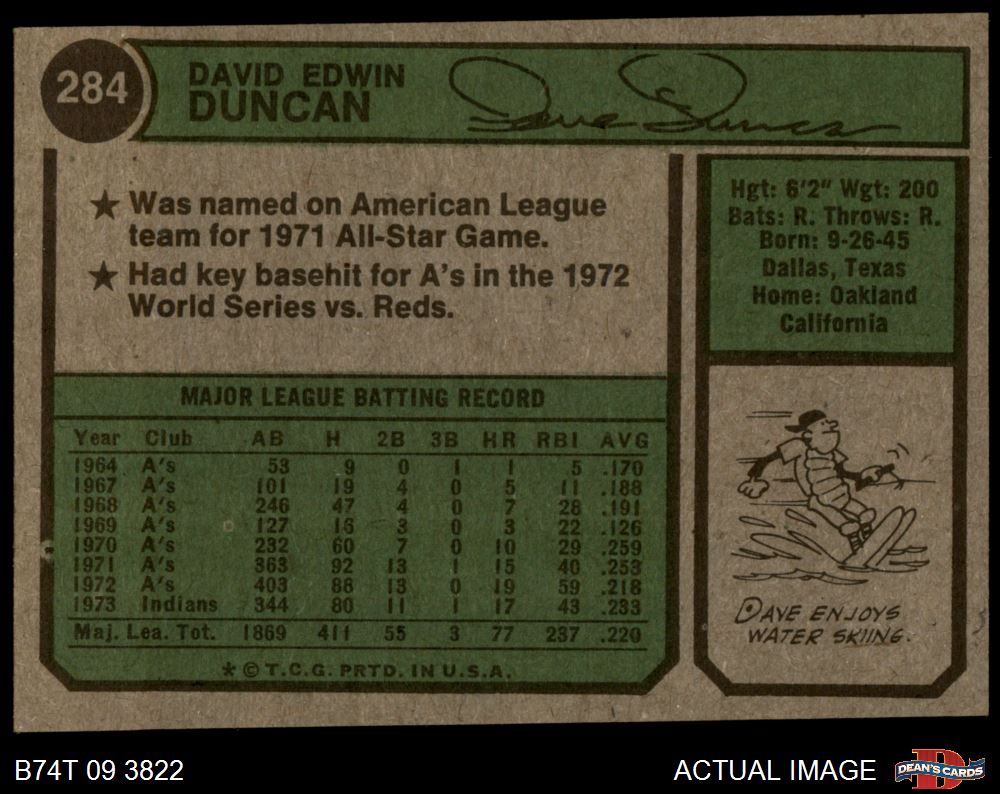 284
DAVID EDWIN
DUNCAN
Dave Duncan
★ Was named on American League
team for 1971 All-Star Game.
★ Had key basehit for A's in the 1972
World Series vs. Reds.
Hgt: 6'2" Wgt: 200
Bats: R. Throws: R.
Born: 9-26-45
Dallas, Texas
Home: Oakland
California
MAJOR LEAGUE BATTING RECORD
Year Club AB H 2B 3B HR RBI AVG
1964 A's 53 9 0 1 1 5 .170
1967 A's 101 19 4 0 5 11 .188
1968 A's 246 47 4 0 7 28 .191
1969 A's 127 16 3 0 3 22 .126
1970 A's 232 60 7 0 10 29 .259
1971 A's 363 92 13 1 15 40 .253
1972 A's 403 88 13 0 19 59 .218
1973 Indians 344 80 11 1 17 43 .233
Maj. Lea. Tot. 1869 411 55 3 77 237 .220
★ © T.C.G. PRTD. IN U.S.A.
DAVE ENJOYS
WATER SKIING.
B74T 09 3822
ACTUAL IMAGE
D
DEAN'S CARDS